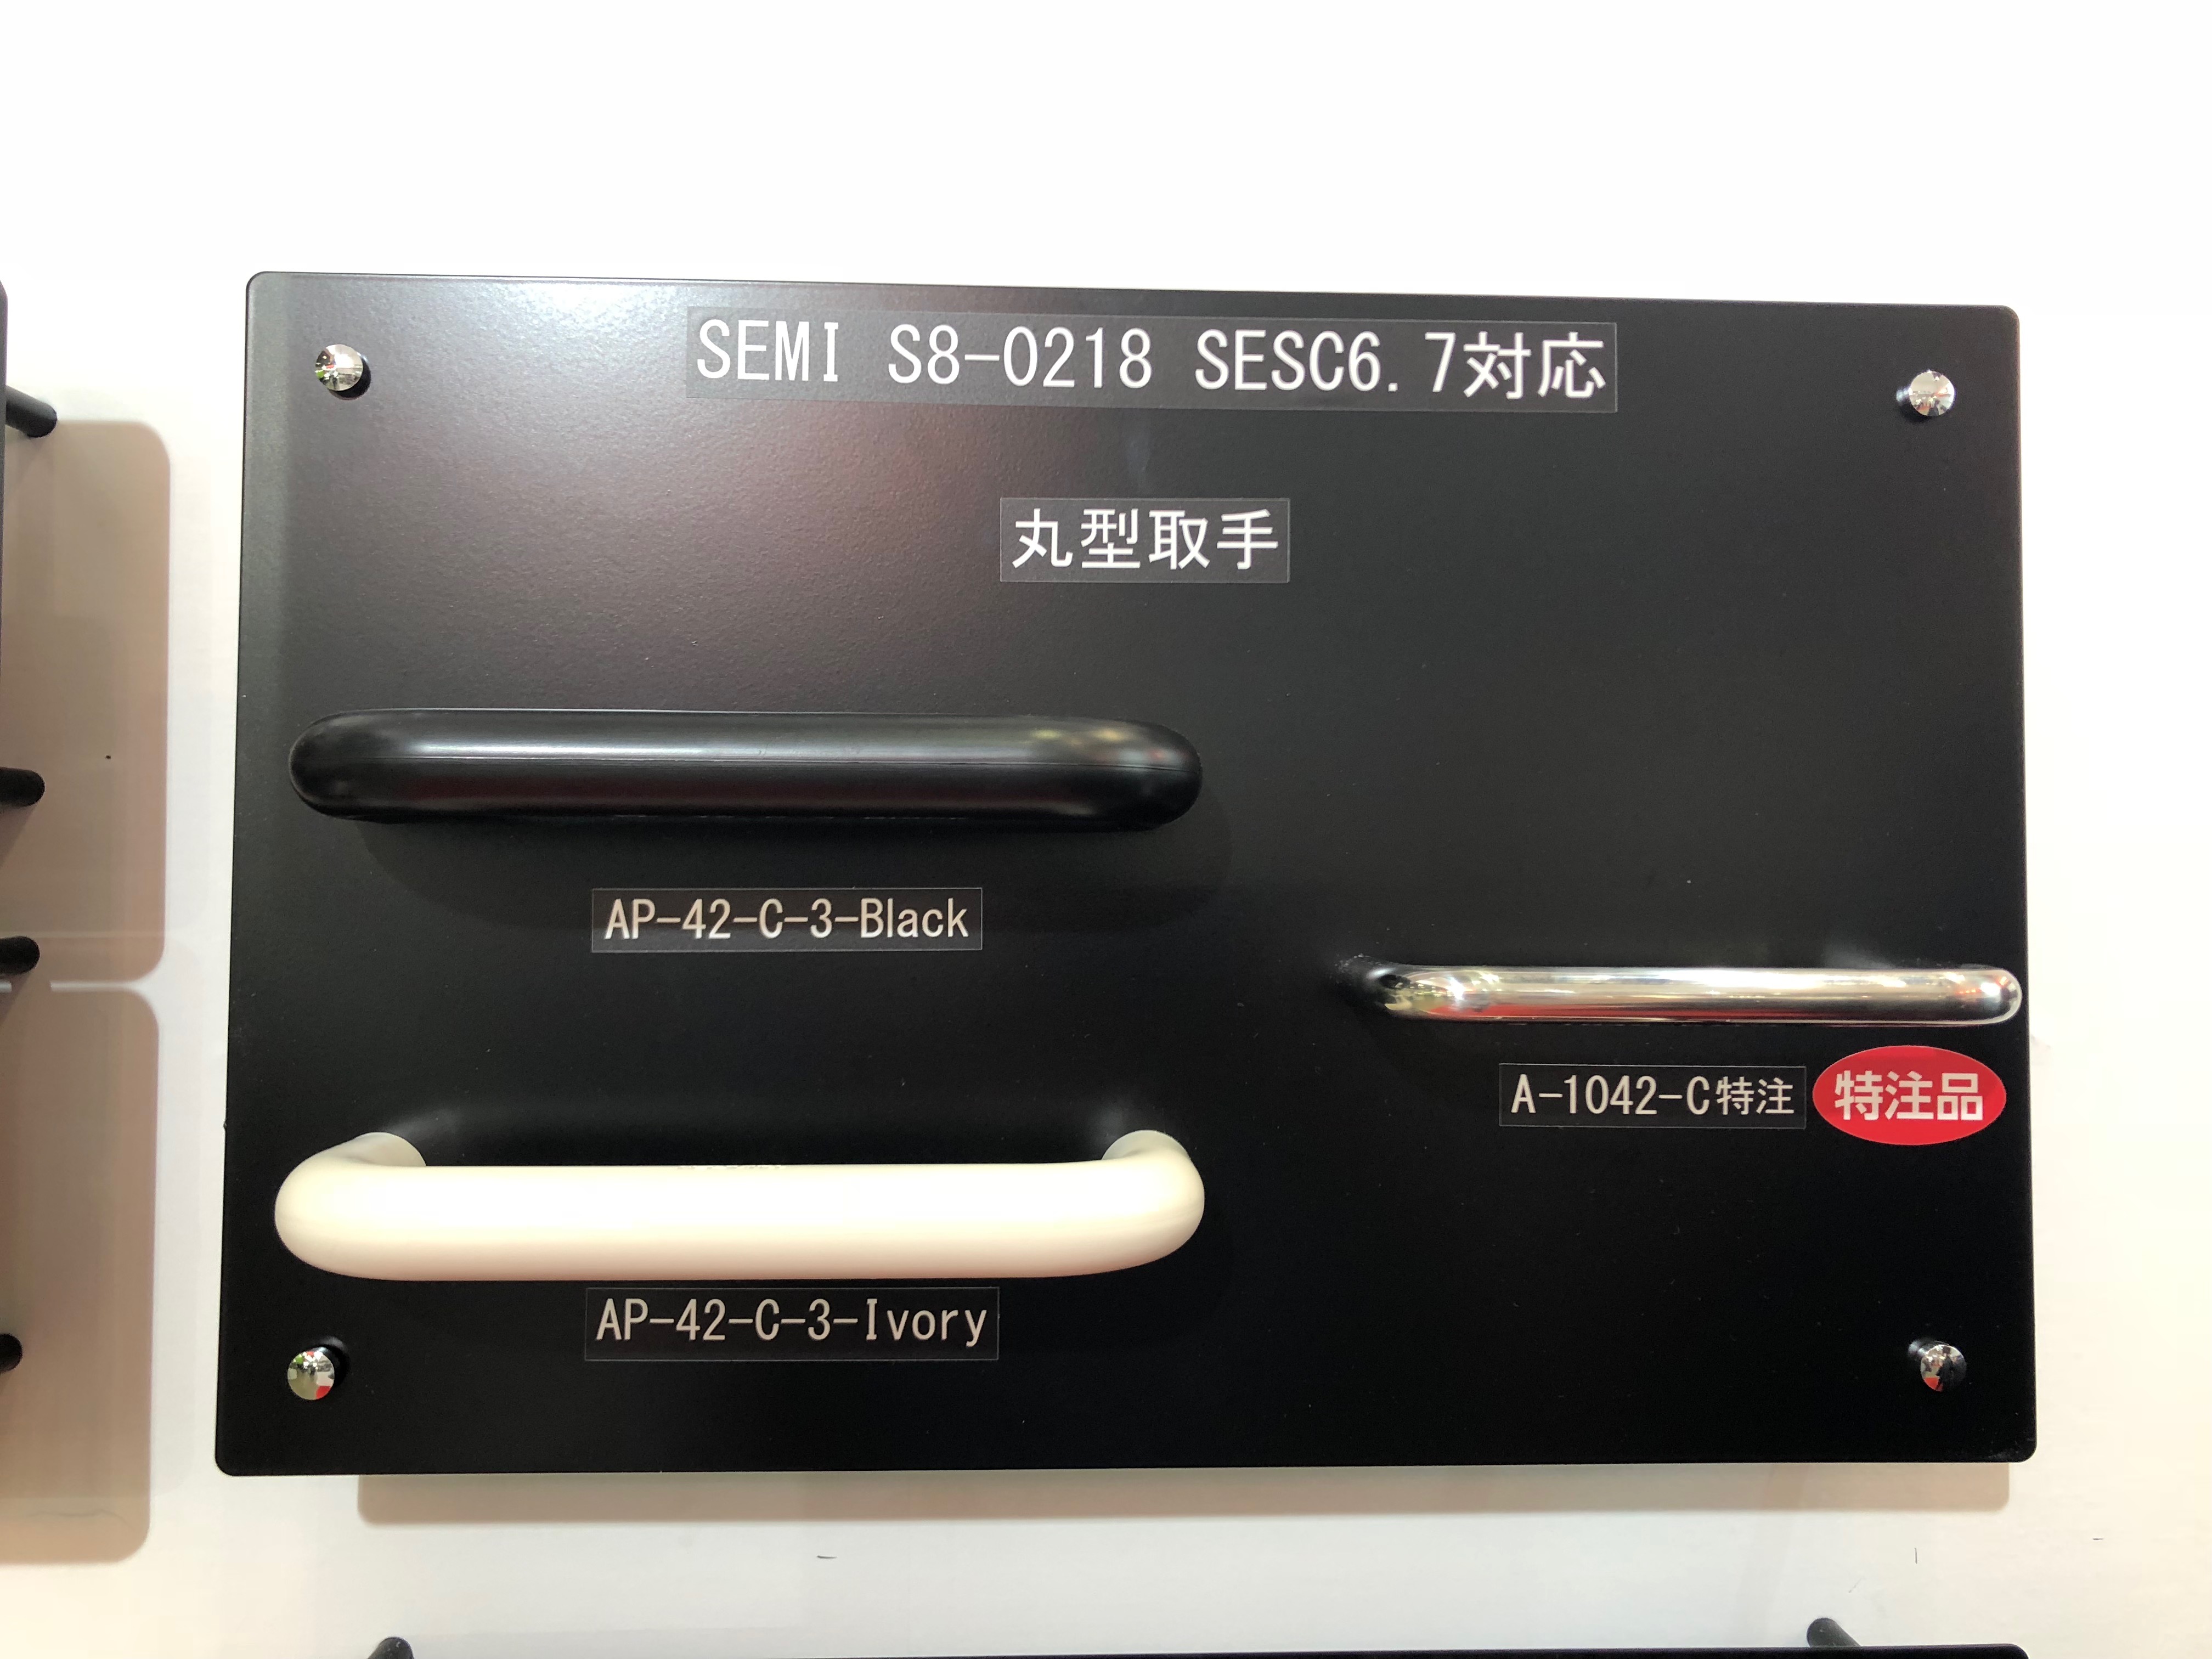 SEMI S8-0218 SESC6.7対応
丸型取手
AP-42-C-3-Black
A-1042-C特注
特注品
AP-42-C-3-Ivory